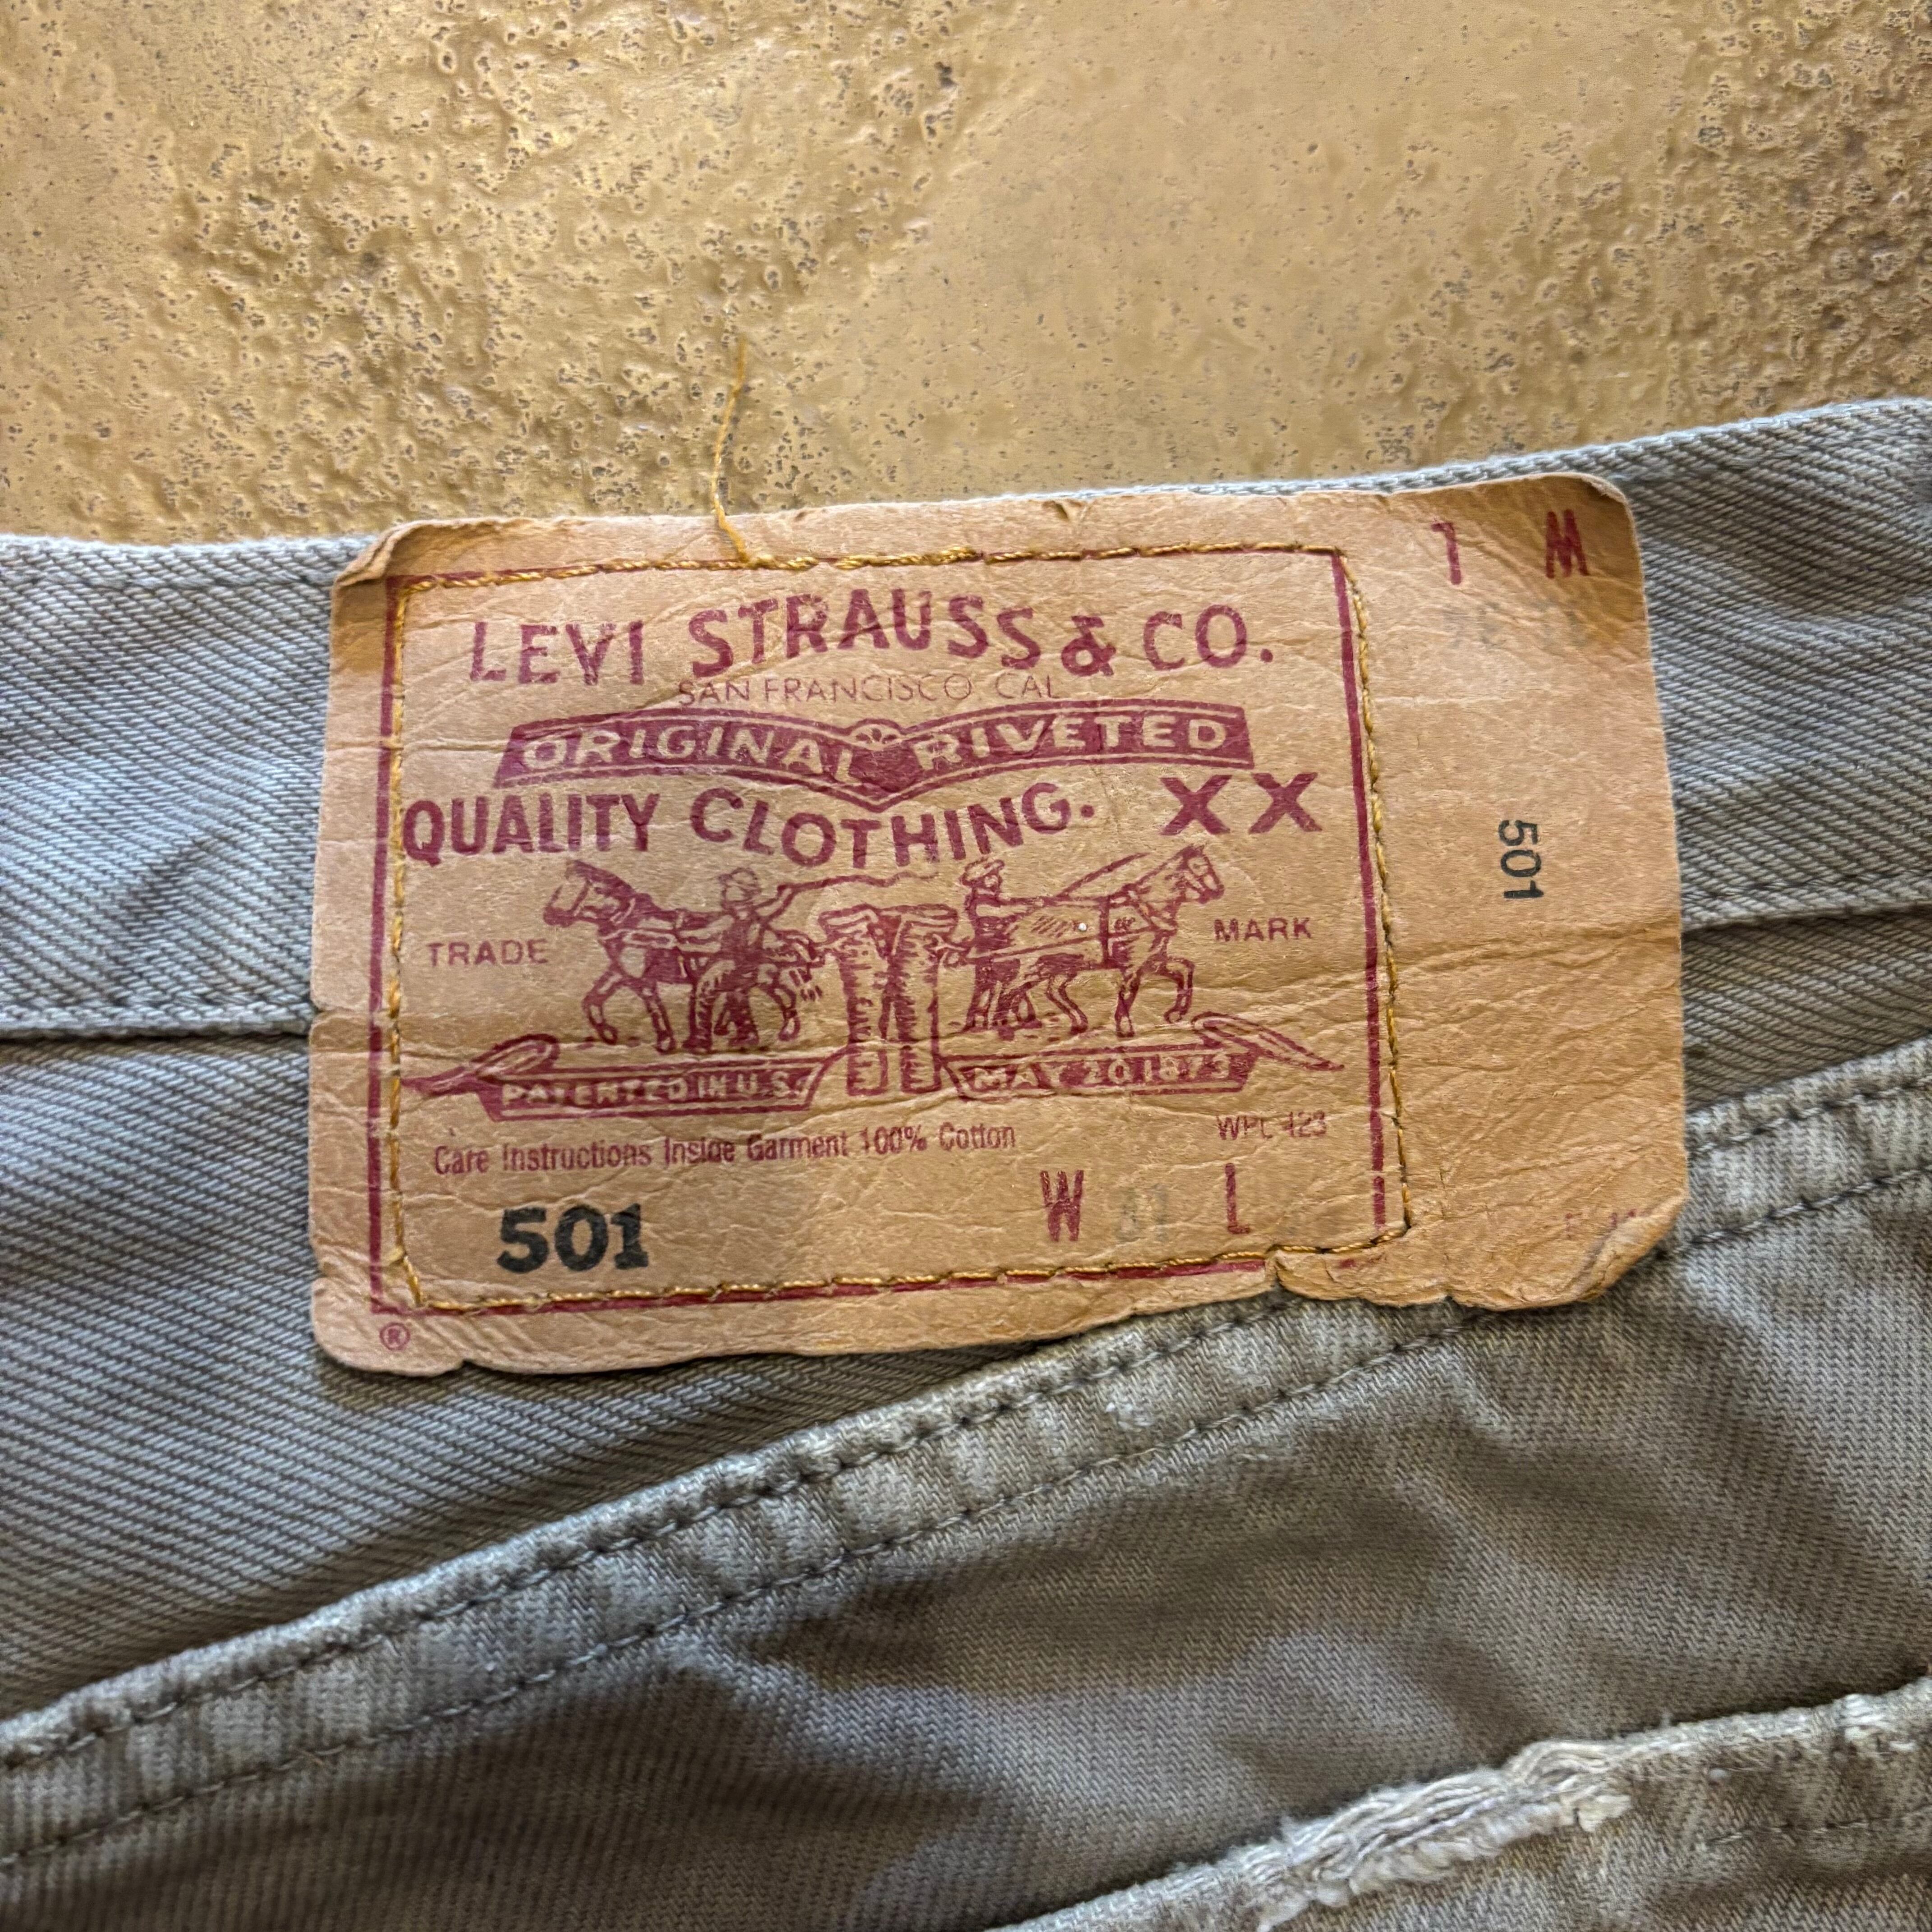 LEVI STRAUSS & CO.
SAN FRANCISCO CAL
ORIGINAL RIVETED
QUALITY CLOTHING. XX
TRADE MARK
PATENTED IN U.S. MAY 20 1873
Care Instructions Inside Garment 100% Cotton
WPL 423
501 W 31 L
®
L W
501